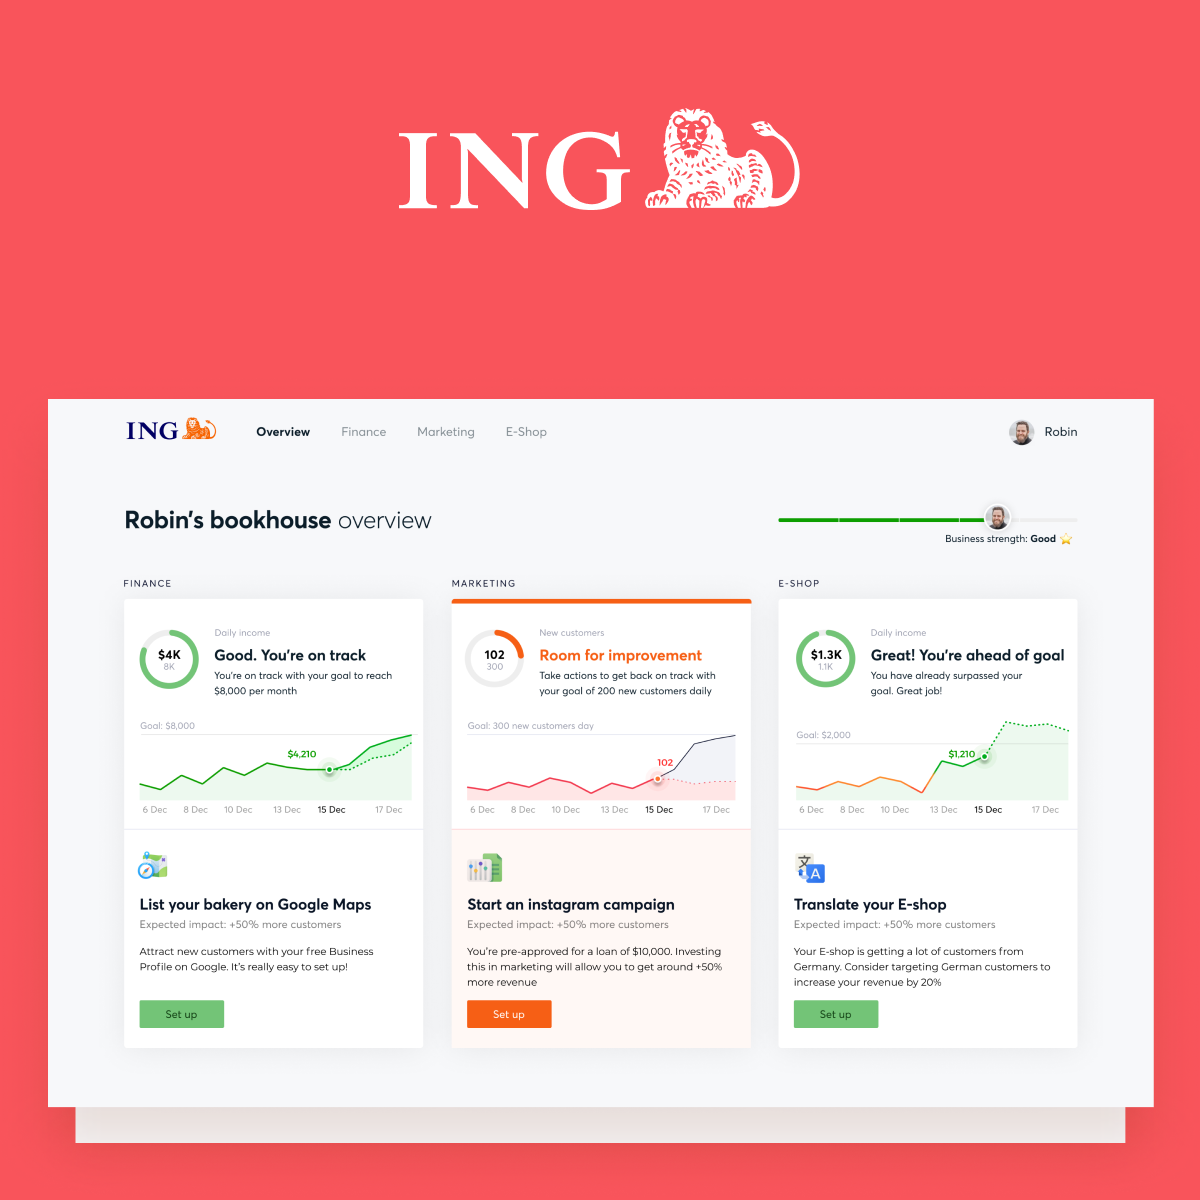 ING
ING
Overview
Finance
Marketing
E-Shop
Robin
Robin's bookhouse overview
Business strength: Good
FINANCE
$4K
8K
Daily income
Good. You're on track
You're on track with your goal to reach
$8,000 per month
Goal: $8,000
$4,210
6 Dec
8 Dec
10 Dec
13 Dec
15 Dec
17 Dec
List your bakery on Google Maps
Expected impact: +50% more customers
Attract new customers with your free Business
Profile on Google. It's really easy to set up!
Set up
MARKETING
102
300
New customers
Room for improvement
Take actions to get back on track with
your goal of 200 new customers daily
Goal: 300 new customers day
102
6 Dec
8 Dec
10 Dec
13 Dec
15 Dec
17 Dec
Start an instagram campaign
Expected impact: +50% more customers
You're pre-approved for a loan of $10,000. Investing
this in marketing will allow you to get around +50%
more revenue
Set up
E-SHOP
$1.3K
1.1K
Daily income
Great! You're ahead of goal
You have already surpassed your
goal. Great job!
Goal: $2,000
$1,210
6 Dec
8 Dec
10 Dec
13 Dec
15 Dec
17 Dec
文
A
Translate your E-shop
Expected impact: +50% more customers
Your E-shop is getting a lot of customers from
Germany. Consider targeting German customers to
increase your revenue by 20%
Set up